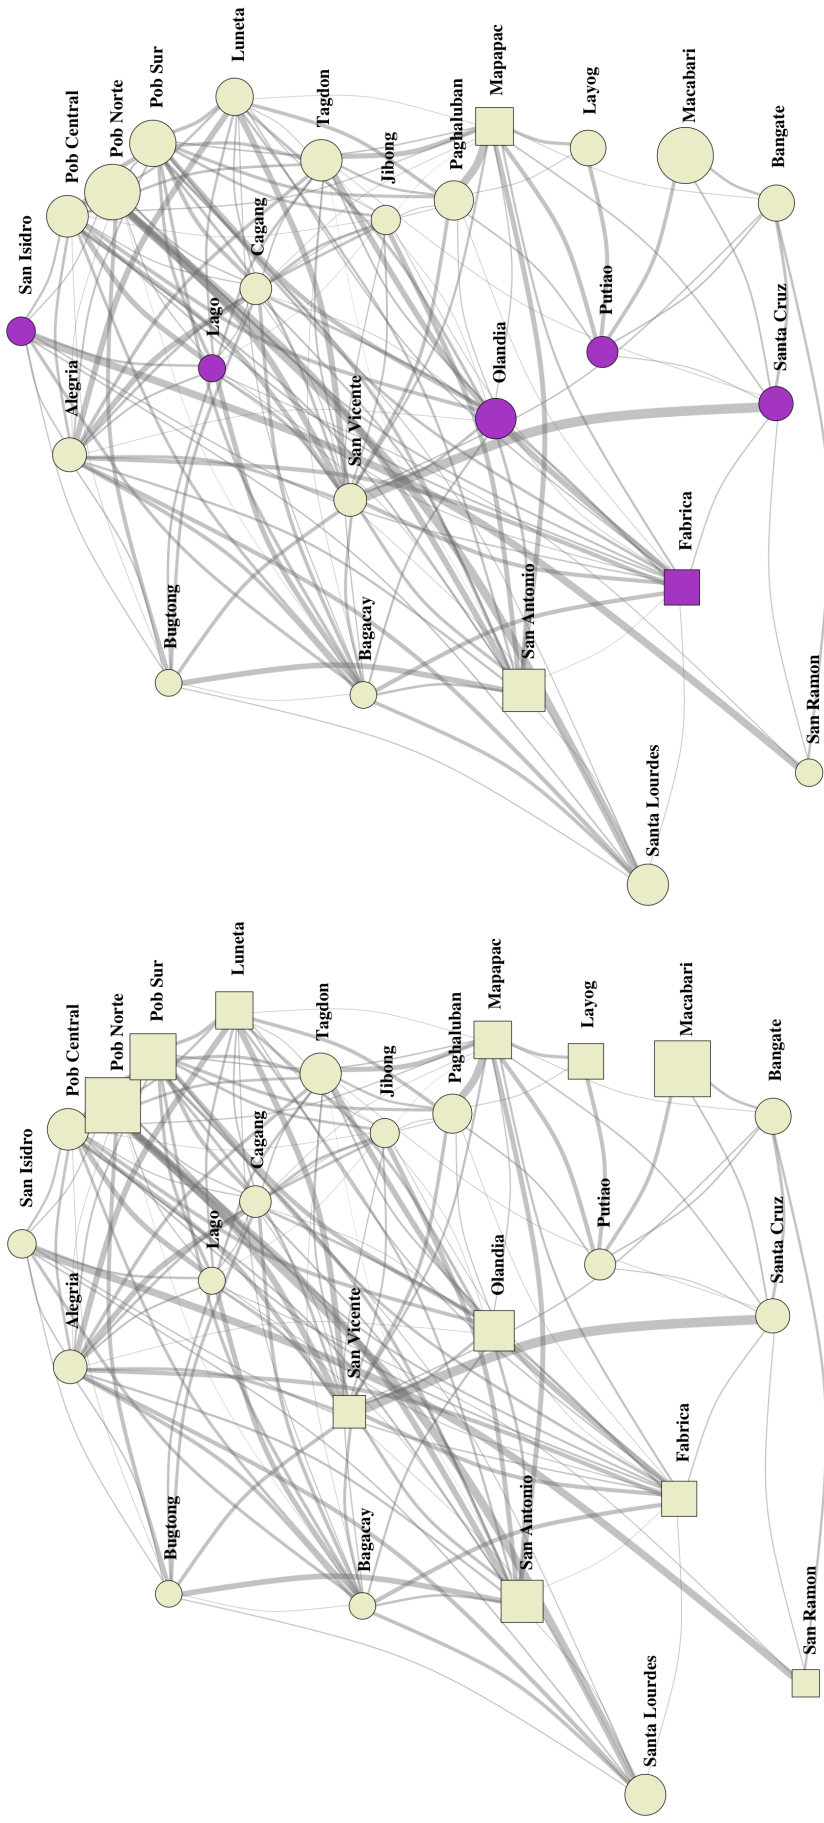 San Isidro
Pob Central
Pob Norte
Pob Sur
Luneta
Tagdon
Jibong
Paghaluban
Mapapac
Layog
Macabari
Bangate
Alegria
Lago
Cagang
San Vicente
Olandia
Putiao
Santa Cruz
Bugtong
Bagacay
San Antonio
Fabrica
Santa Lourdes
San Ramon
San Isidro
Pob Central
Pob Norte
Pob Sur
Luneta
Tagdon
Jibong
Paghaluban
Mapapac
Layog
Macabari
Bangate
Alegria
Lago
Cagang
San Vicente
Olandia
Putiao
Santa Cruz
Bugtong
Bagacay
San Antonio
Fabrica
Santa Lourdes
San Ramon